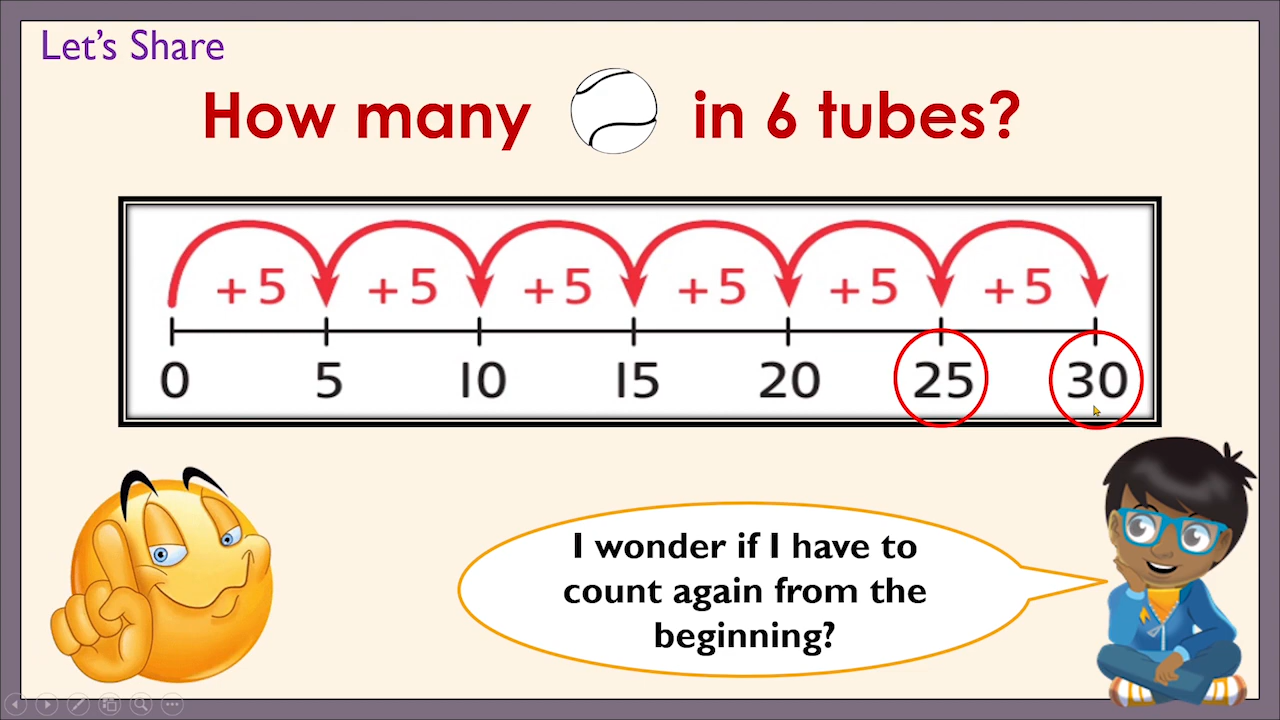 Let's Share
How many in 6 tubes?
+5 +5 +5 +5 +5 +5
0 5 10 15 20 25 30
I wonder if I have to
count again from the
beginning?